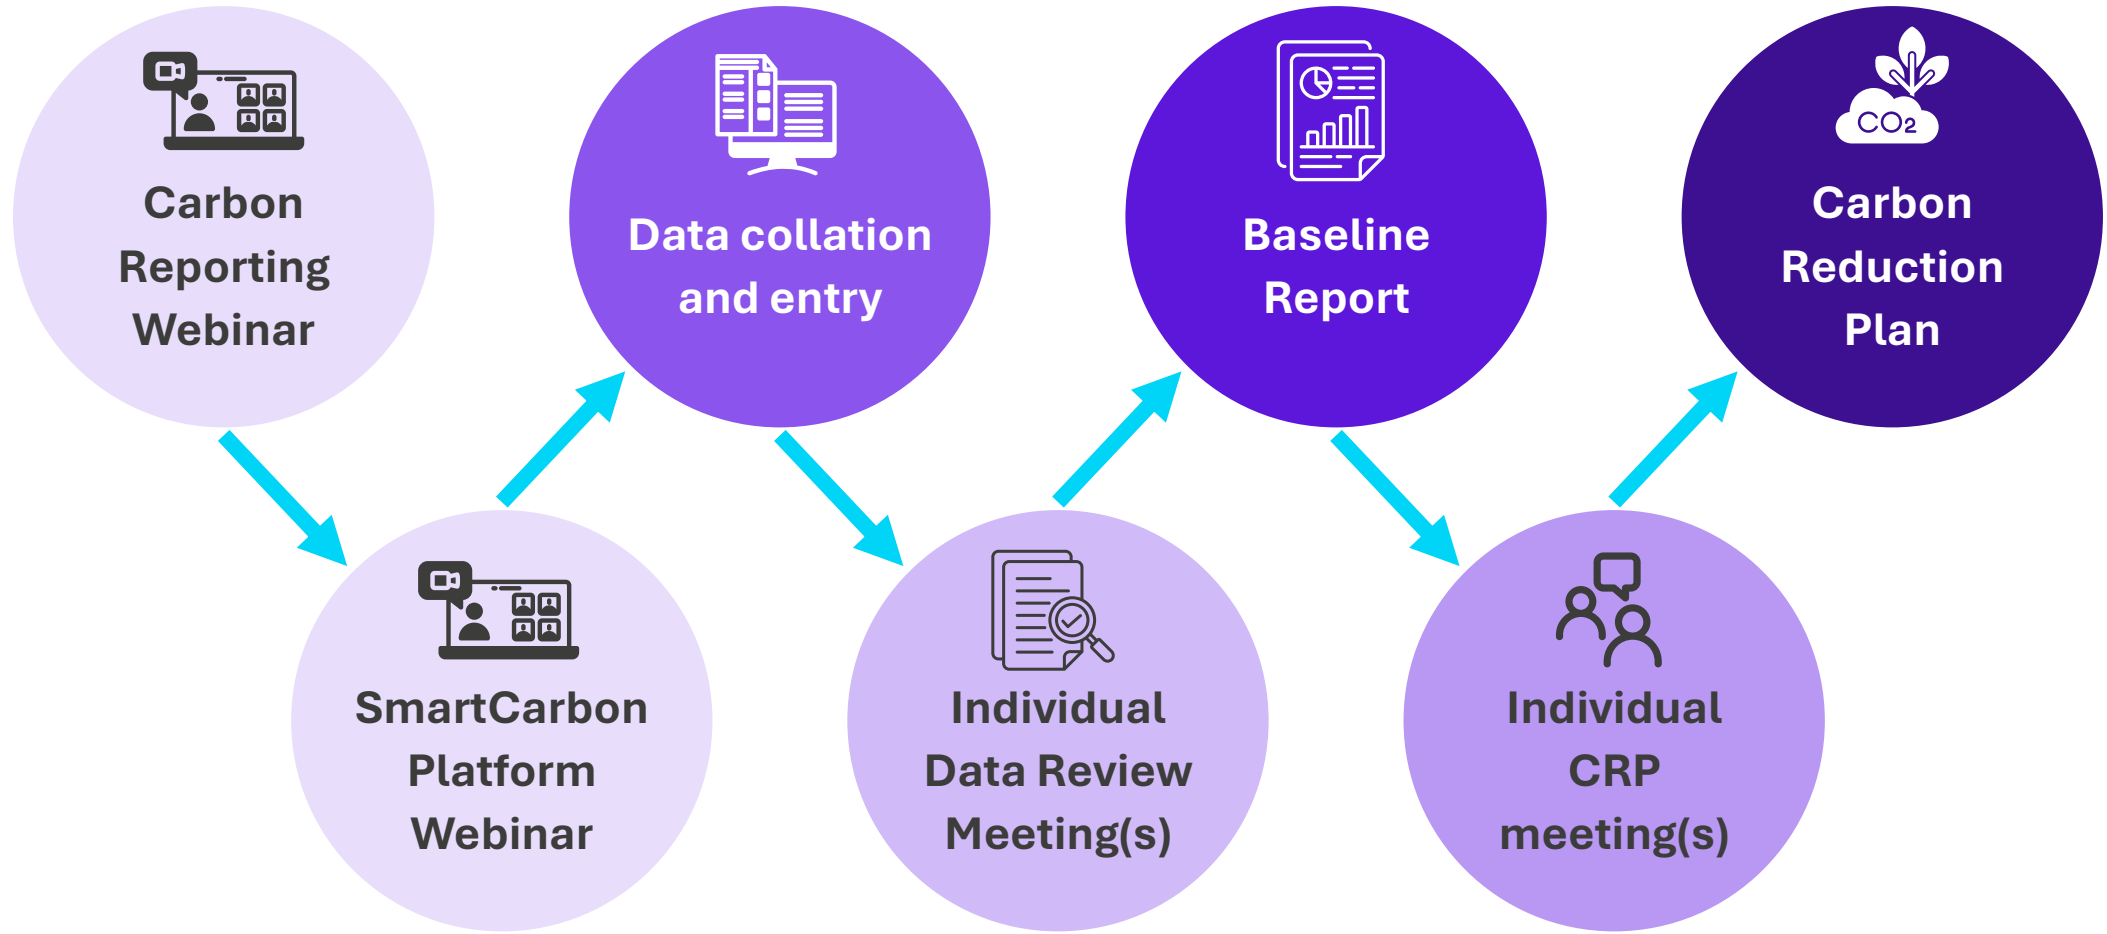 Carbon
Reporting
Webinar
SmartCarbon
Platform
Webinar
Data collation
and entry
Individual
Data Review
Meeting(s)
Baseline
Report
Individual
CRP
meeting(s)
CO2
Carbon
Reduction
Plan